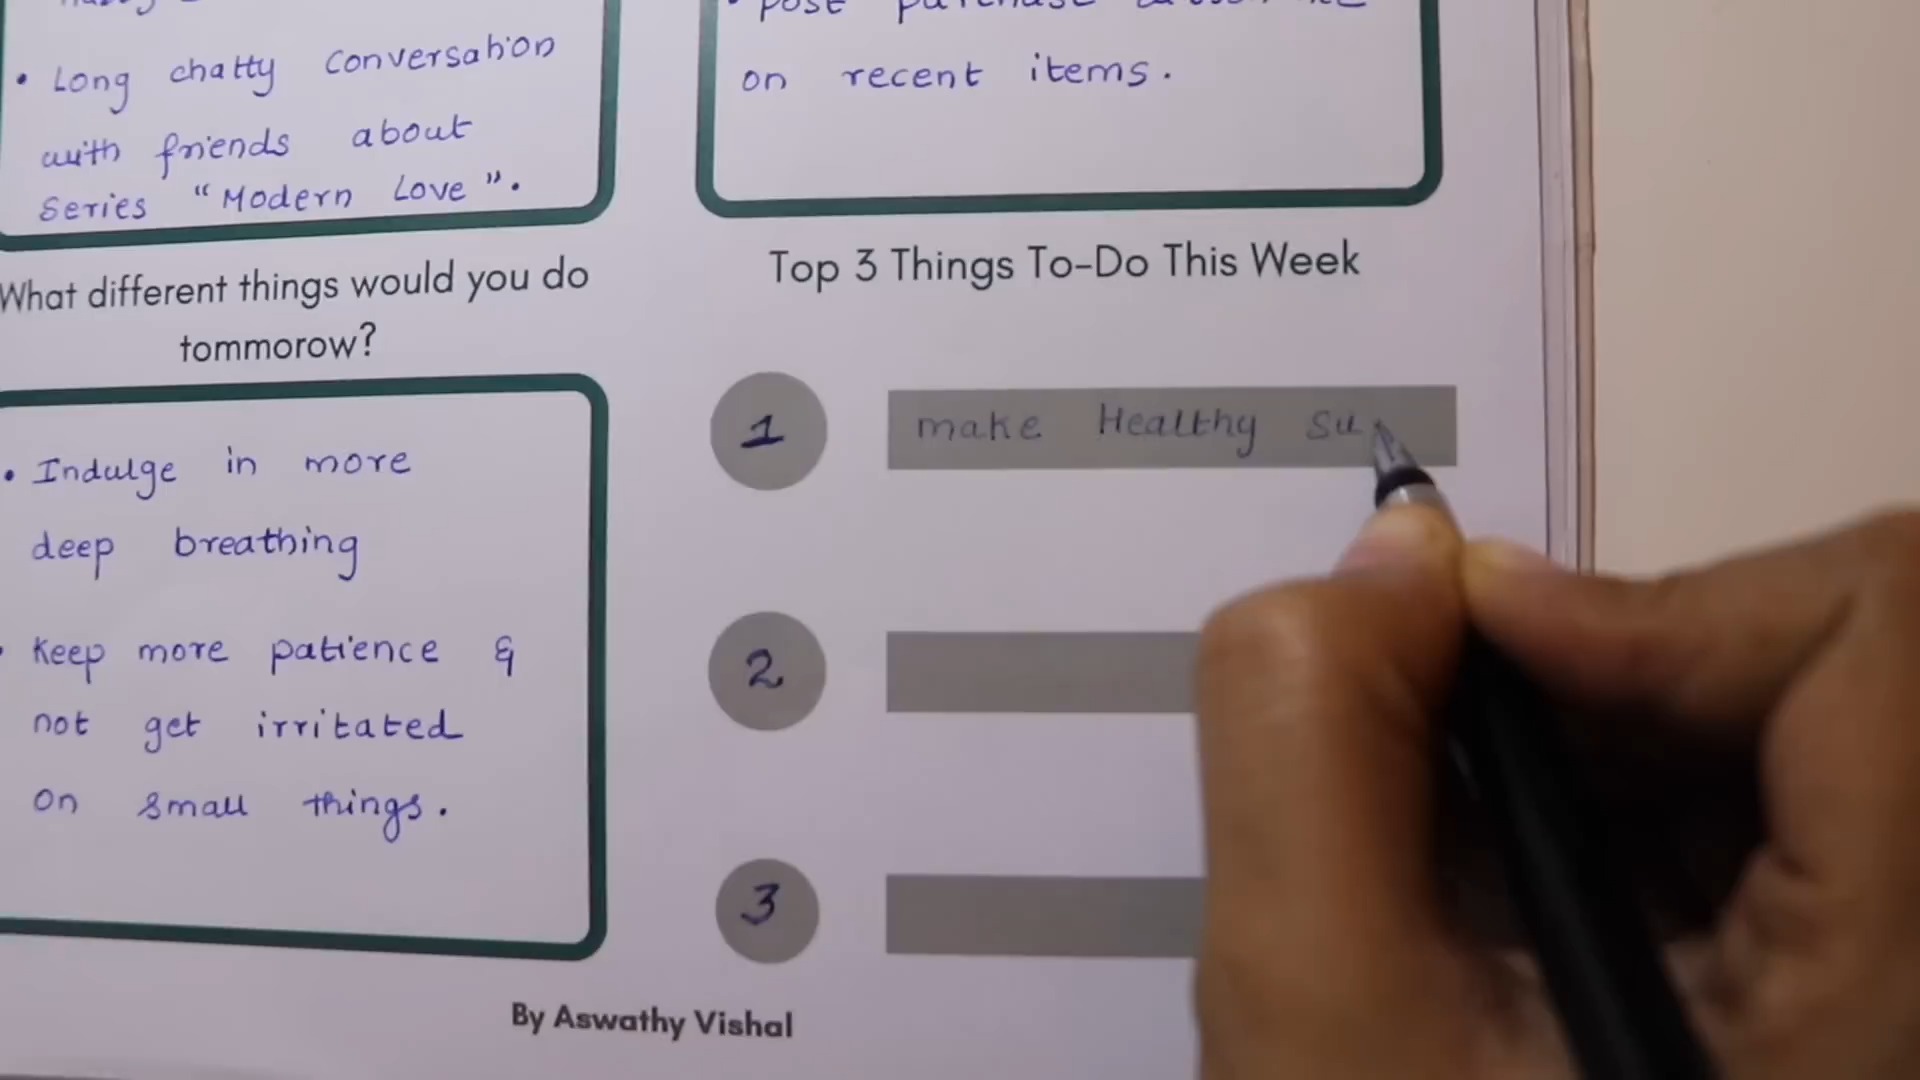 • Long chatty conversation
with friends about
series "Modern Love".
on recent items.
What different things would you do
tommorow?
• Indulge in more
deep breathing
• Keep more patience &
not get irritated
on small things.
Top 3 Things To-Do This Week
1 make Healthy Su
2
3
By Aswathy Vishal